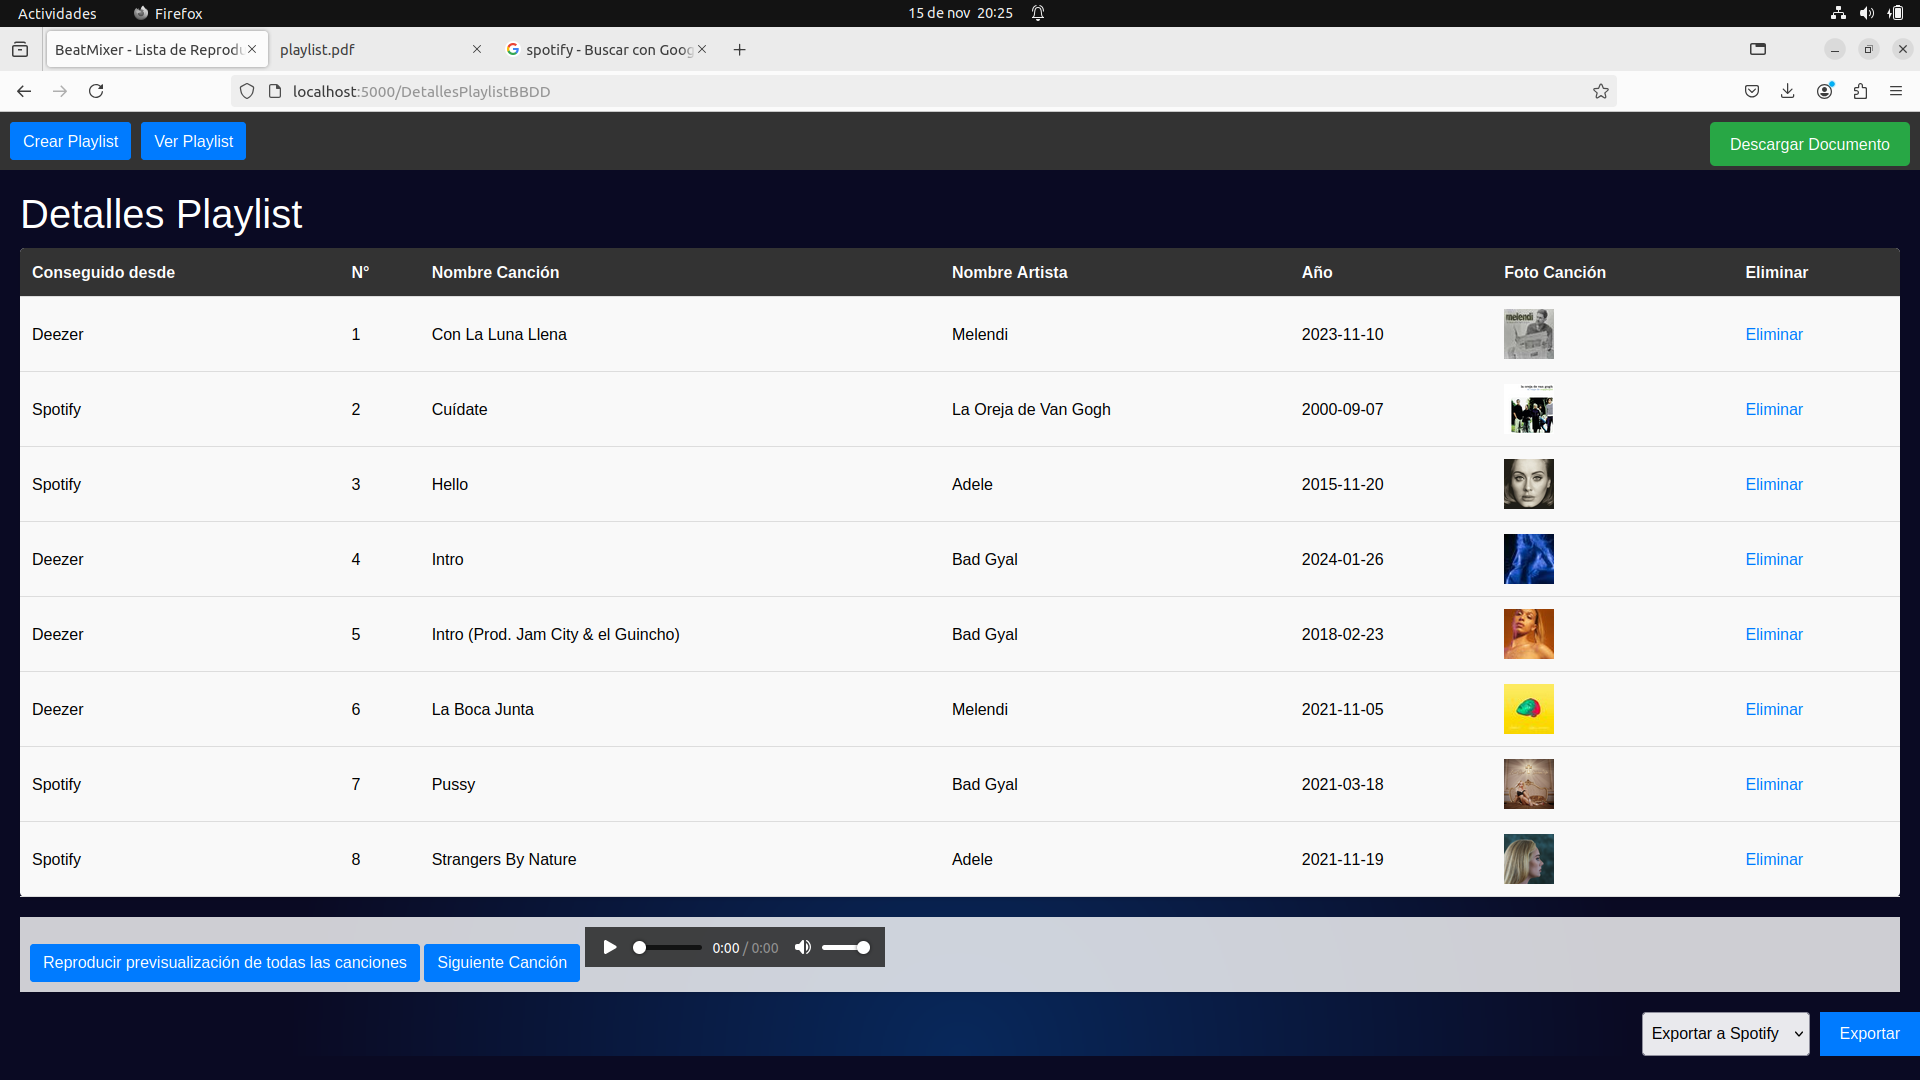 Actividades Firefox 15 de nov 20:25
BeatMixer - Lista de Reprodu playlist.pdf spotify - Buscar con Goog
localhost:5000/DetallesPlaylistBBDD
Crear Playlist Ver Playlist Descargar Documento
Detalles Playlist
Conseguido desde N° Nombre Canción Nombre Artista Año Foto Canción Eliminar
Deezer 1 Con La Luna Llena Melendi 2023-11-10 melendi Eliminar
Spotify 2 Cuídate La Oreja de Van Gogh 2000-09-07 Eliminar
Spotify 3 Hello Adele 2015-11-20 Eliminar
Deezer 4 Intro Bad Gyal 2024-01-26 Eliminar
Deezer 5 Intro (Prod. Jam City & el Guincho) Bad Gyal 2018-02-23 Eliminar
Deezer 6 La Boca Junta Melendi 2021-11-05 Eliminar
Spotify 7 Pussy Bad Gyal 2021-03-18 Eliminar
Spotify 8 Strangers By Nature Adele 2021-11-19 Eliminar
Reproducir previsualización de todas las canciones Siguiente Canción 0:00 / 0:00
Exportar a Spotify Exportar